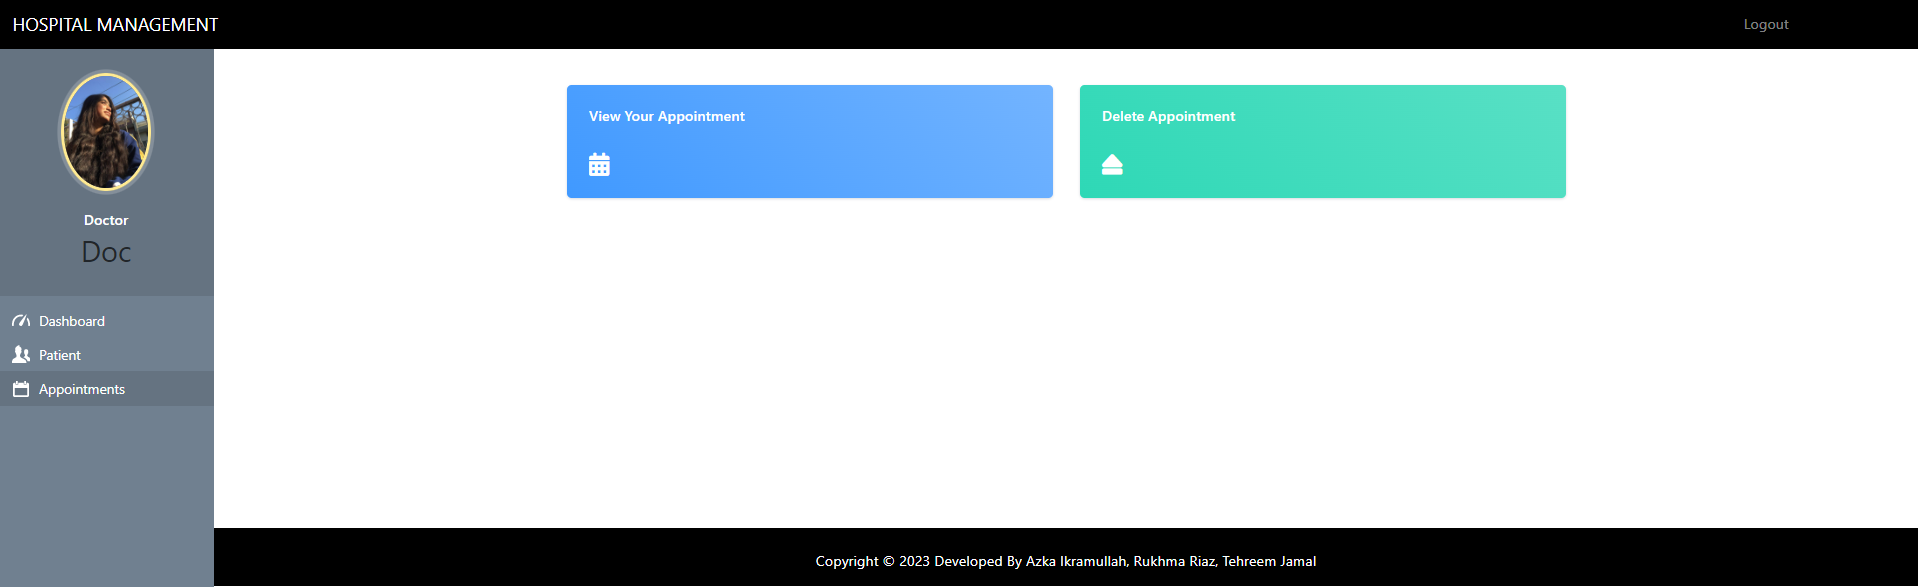 HOSPITAL MANAGEMENT
Logout
Doctor
Doc
Dashboard
Patient
Appointments
View Your Appointment
Delete Appointment
Copyright © 2023 Developed By Azka Ikramullah, Rukhma Riaz, Tehreem Jamal